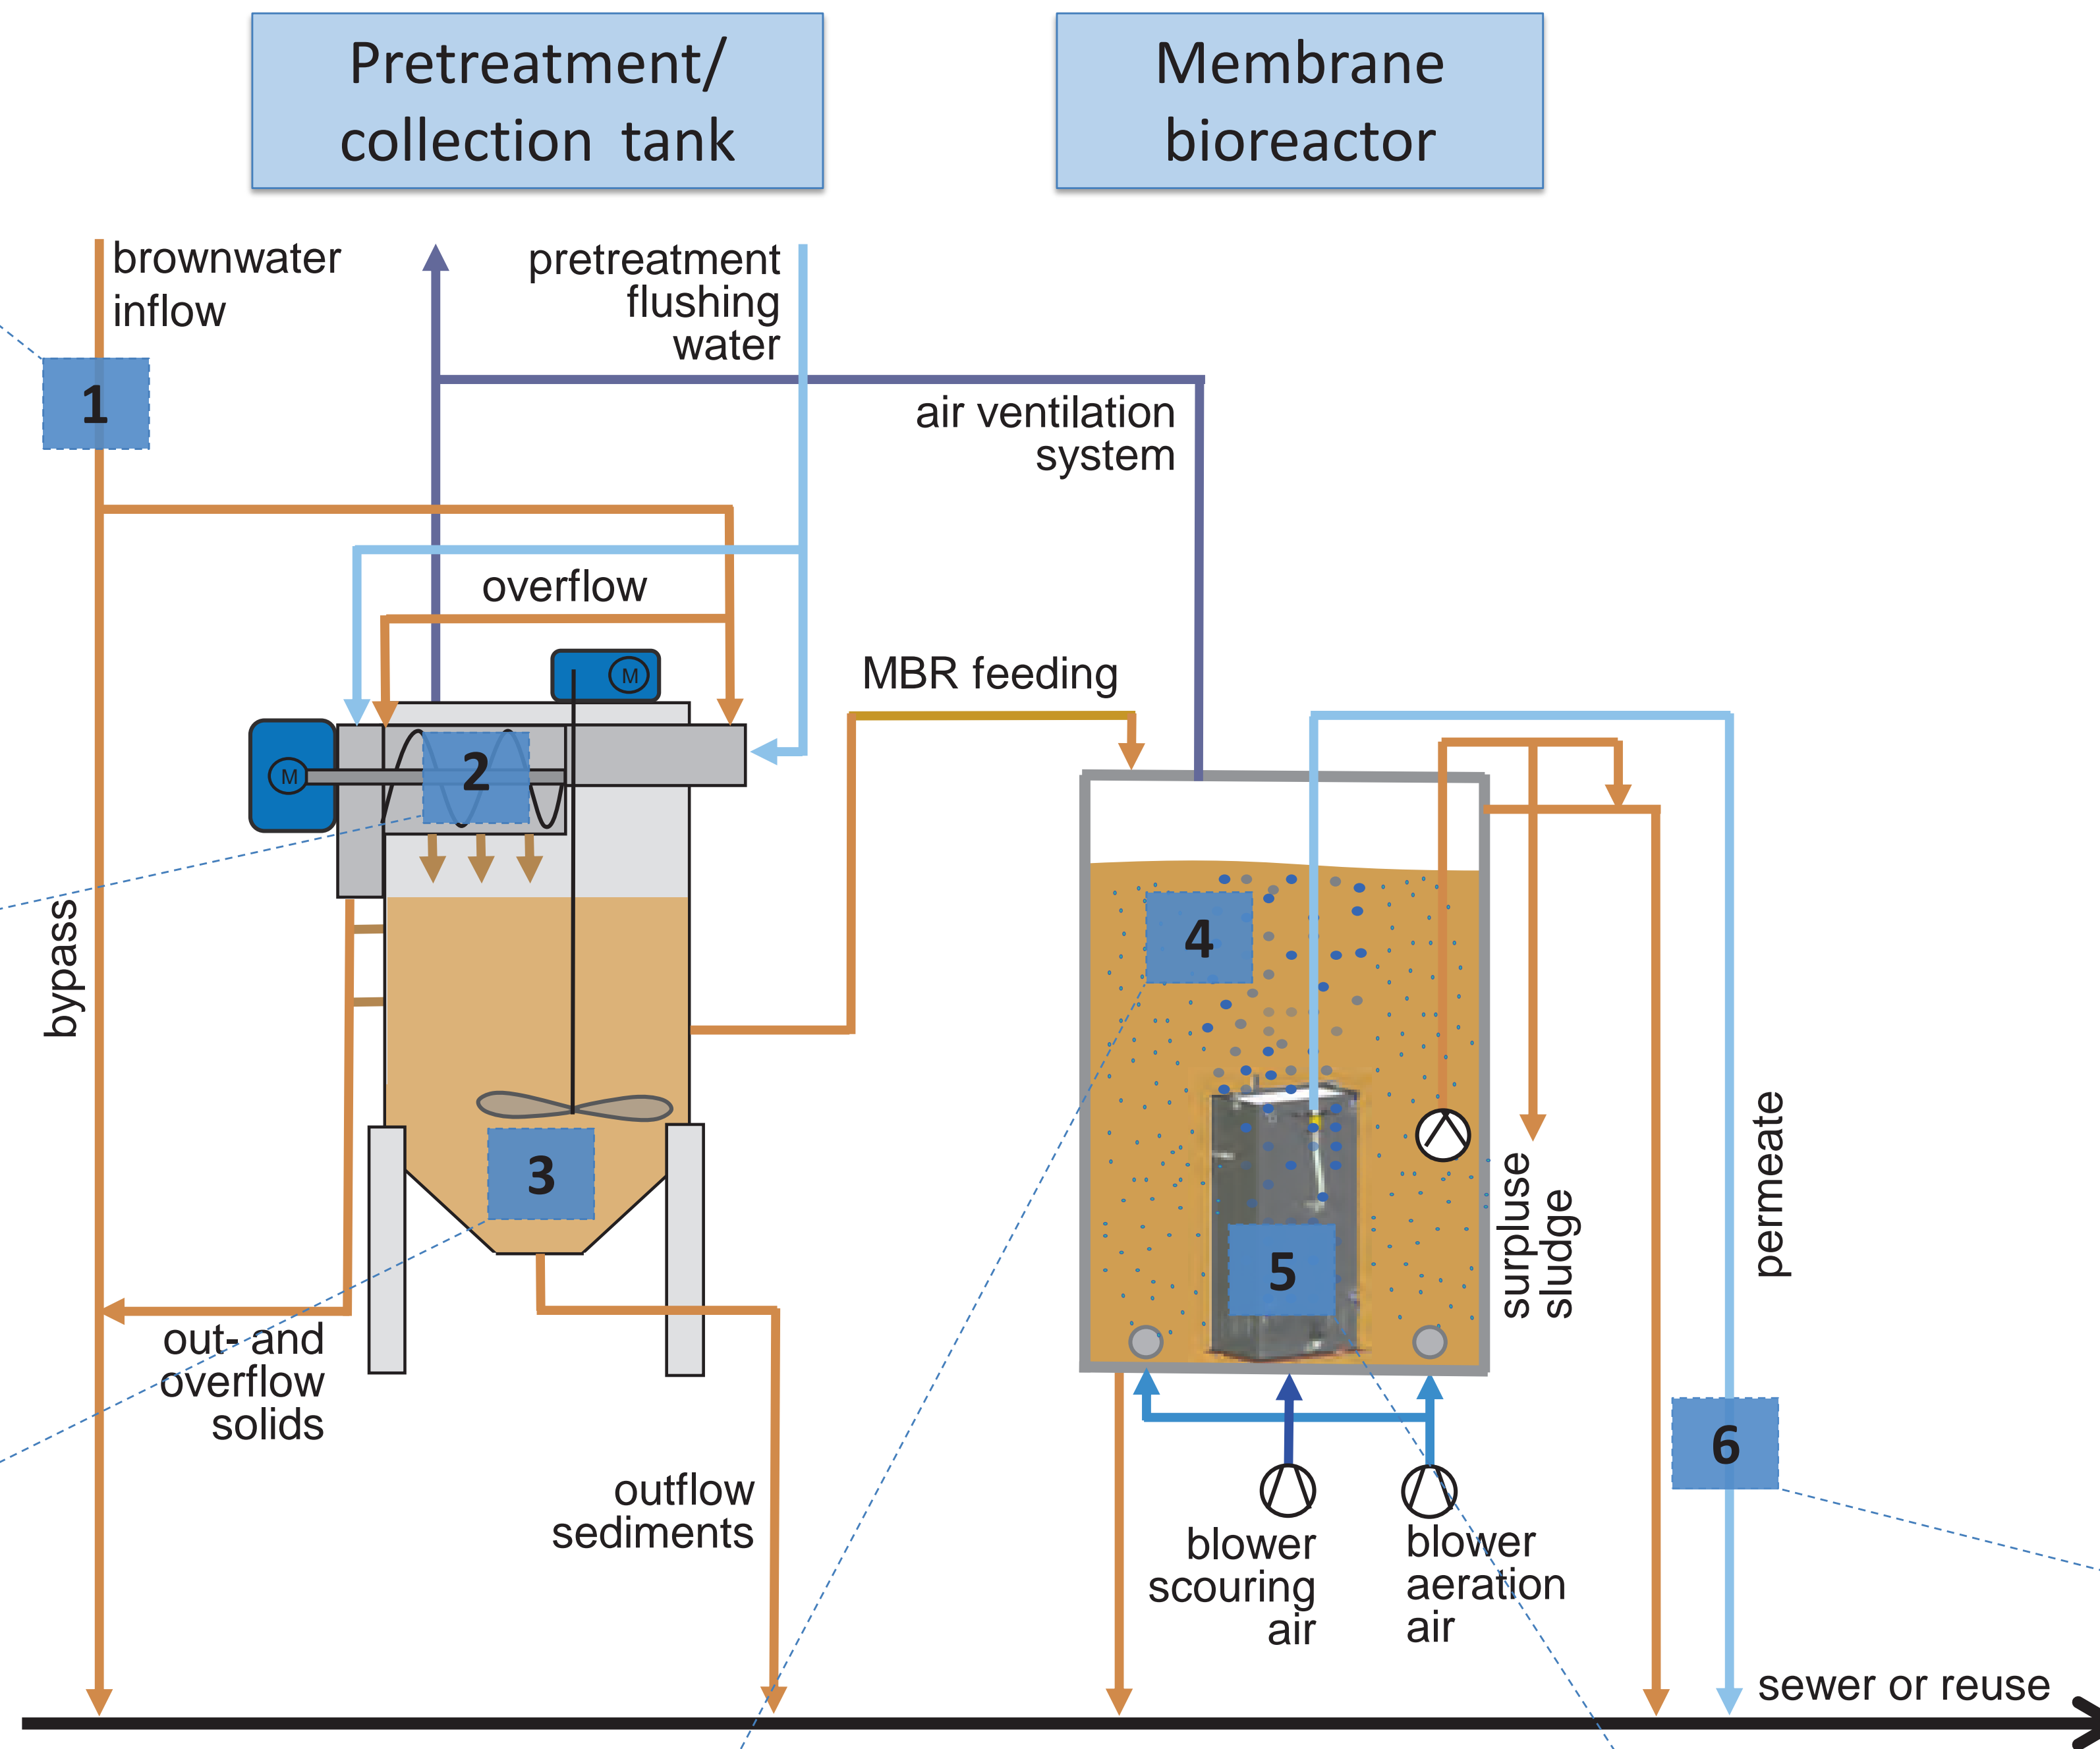 Pretreatment/
collection tank
Membrane
bioreactor
brownwater
inflow
pretreatment
flushing
water
air ventilation
system
1
overflow
MBR feeding
M
M
2
bypass
4
3
5
surpluse
sludge
permeate
out- and
overflow
solids
6
outflow
sediments
blower
scouring
air
blower
aeration
air
sewer or reuse